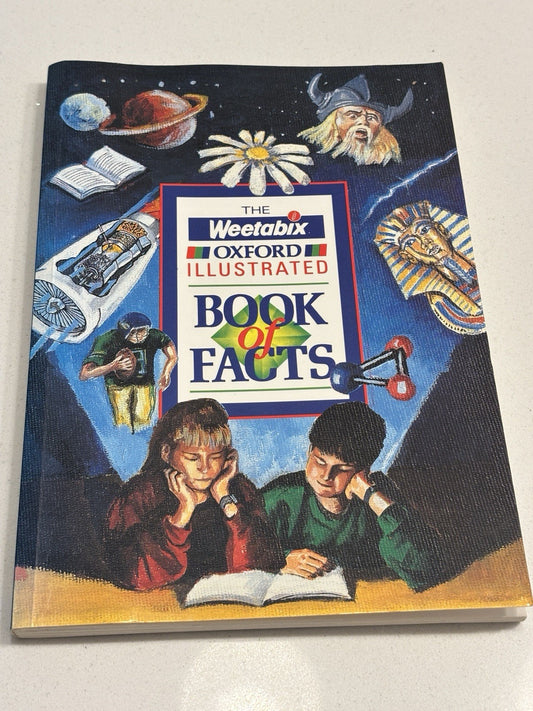 THE
Weetabix
OXFORD
ILLUSTRATED
BOOK
of
FACTS